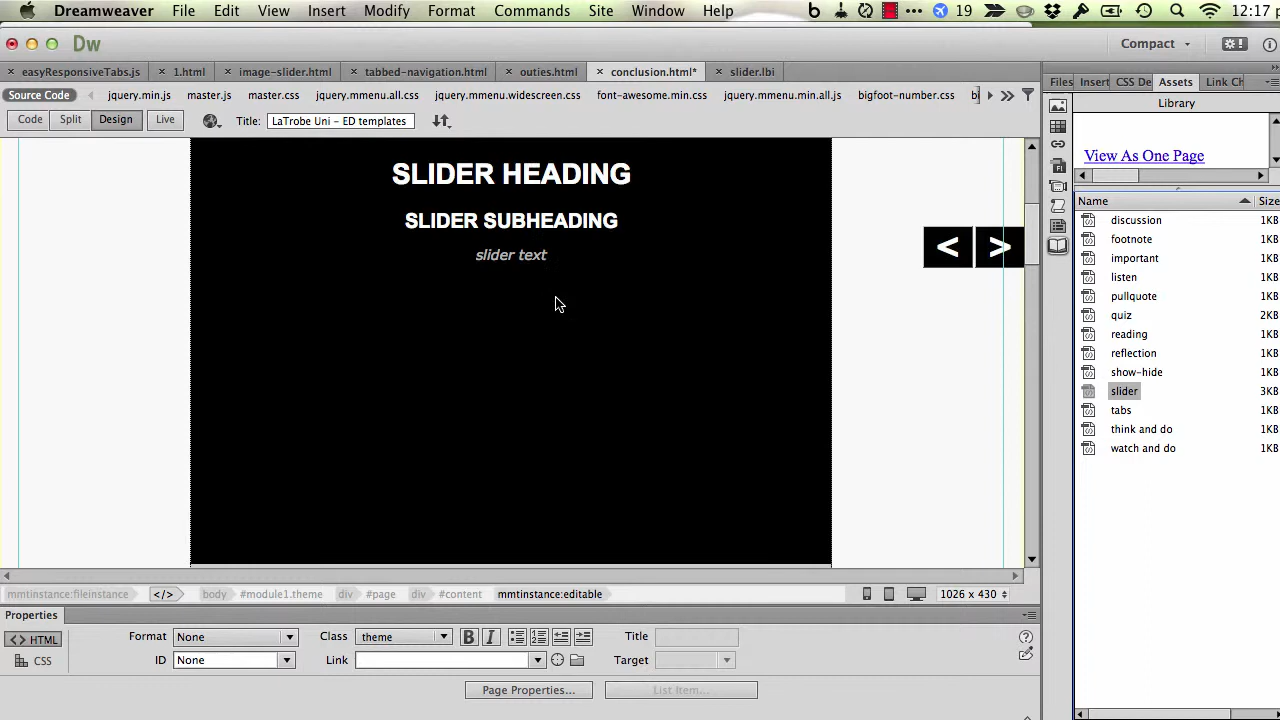 Dreamweaver File Edit View Insert Modify Format Commands Site Window Help 19 12:17
Dw Compact
easyResponsiveTabs.js 1.html image-slider.html tabbed-navigation.html outies.html conclusion.html* slider.lbi Files Insert CSS De Assets Link Ch
Source Code jquery.min.js master.js master.css jquery.mmenu.all.css jquery.mmenu.widescreen.css font-awesome.min.css jquery.mmenu.min.all.js bigfoot-number.css Library
Code Split Design Live Title: LaTrobe Uni - ED templates
View As One Page
SLIDER HEADING
SLIDER SUBHEADING
slider text
< >
Name Size
discussion 1KB
footnote 1KB
important 1KB
listen 1KB
pullquote 1KB
quiz 2KB
reading 1KB
reflection 1KB
show-hide 1KB
slider 3KB
tabs 1KB
think and do 1KB
watch and do 1KB
mmtinstance:fileinstance </> body #module1.theme div #page div #content mmtinstance:editable 1026 x 430
Properties
<> HTML Format None Class theme B I Title
CSS ID None Link Target
Page Properties... List Item...